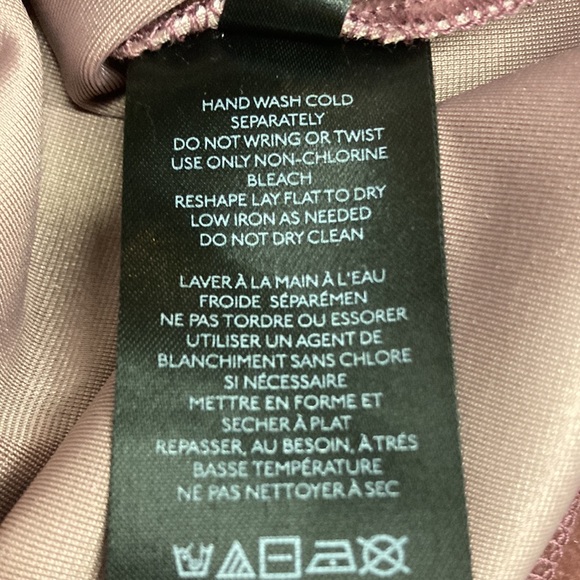 HAND WASH COLD
SEPARATELY
DO NOT WRING OR TWIST
USE ONLY NON-CHLORINE
BLEACH
RESHAPE LAY FLAT TO DRY
LOW IRON AS NEEDED
DO NOT DRY CLEAN
LAVER À LA MAIN À L'EAU
FROIDE SÉPARÉMEN
NE PAS TORDRE OU ESSORER
UTILISER UN AGENT DE
BLANCHIMENT SANS CHLORE
SI NÉCESSAIRE
METTRE EN FORME ET
SECHER À PLAT
REPASSER, AU BESOIN, À TRÉS
BASSE TEMPÉRATURE
NE PAS NETTOYER À SEC